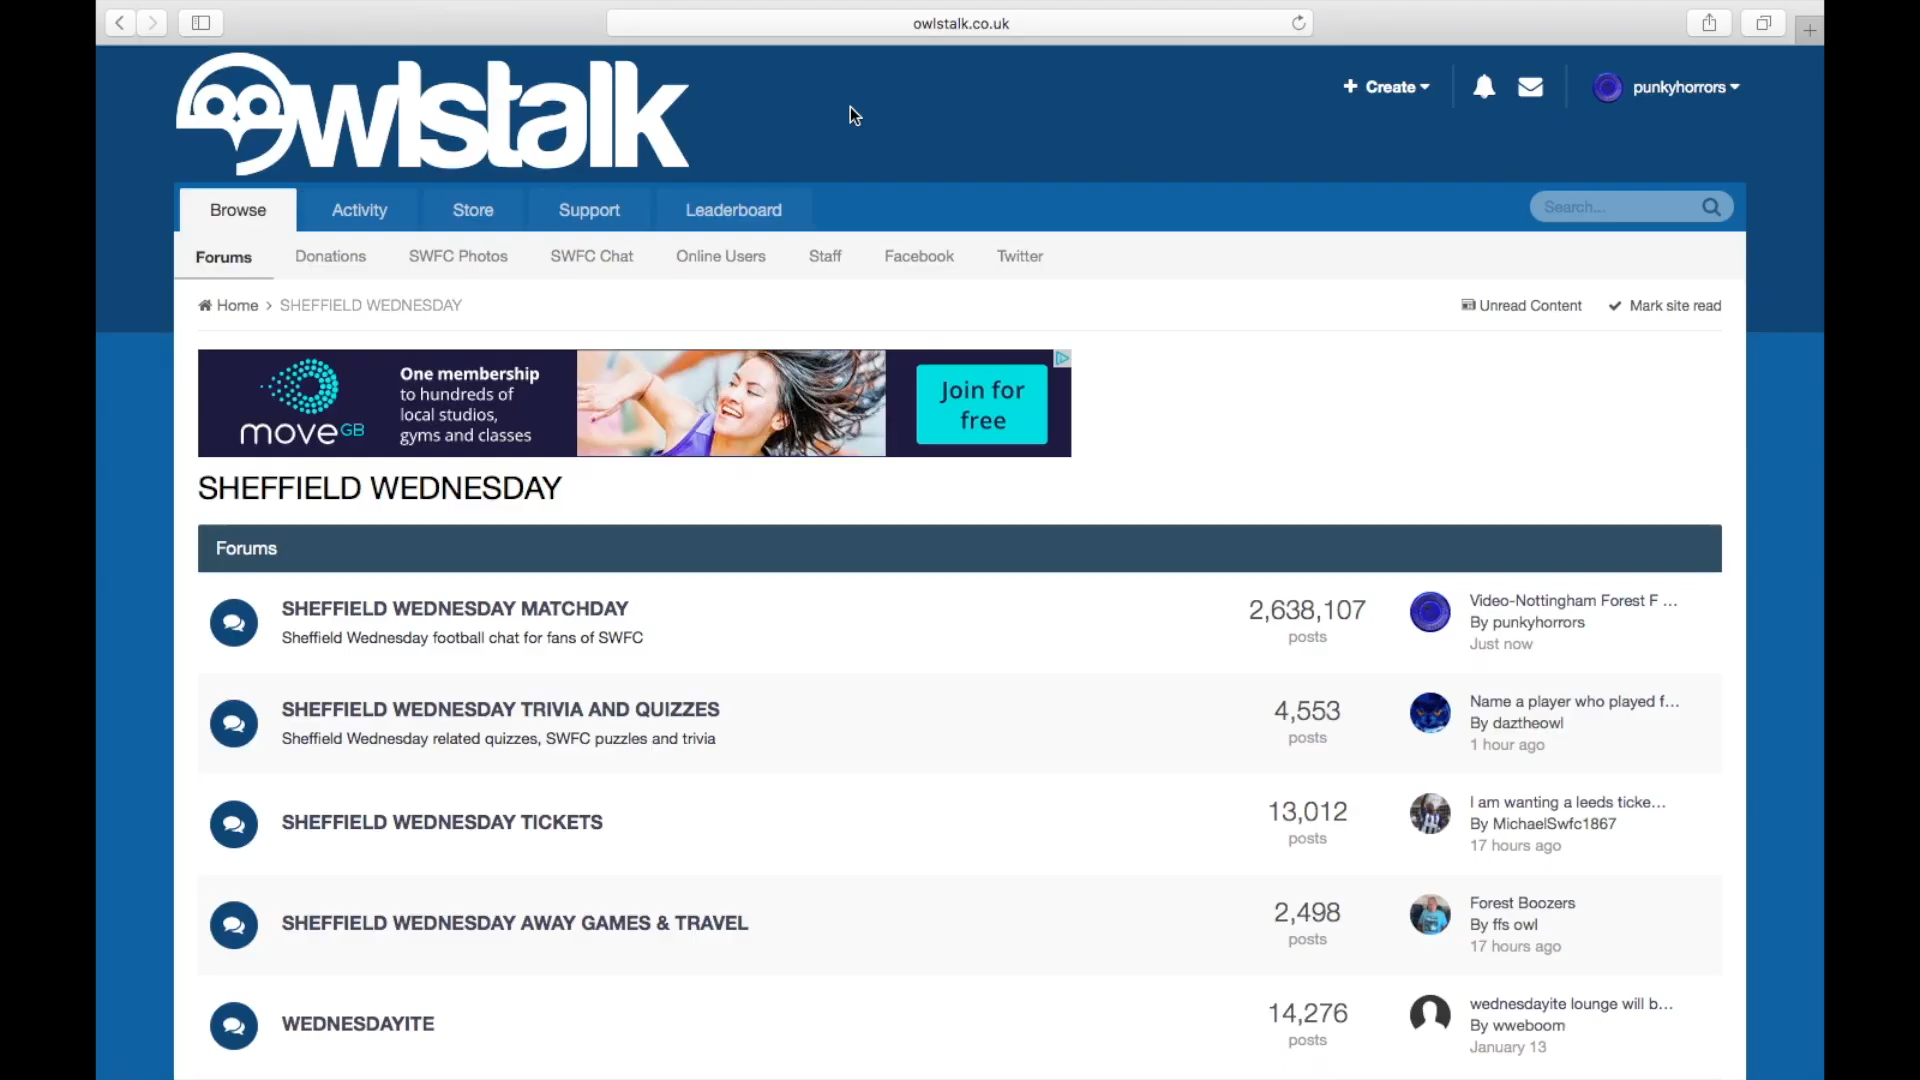 owlstalk.co.uk
owlstalk
+ Create
punkyhorrors
Browse
Activity
Store
Support
Leaderboard
Search...
Forums
Donations
SWFC Photos
SWFC Chat
Online Users
Staff
Facebook
Twitter
Home > SHEFFIELD WEDNESDAY
Unread Content
Mark site read
moveGB
One membership
to hundreds of
local studios,
gyms and classes
Join for
free
SHEFFIELD WEDNESDAY
Forums
SHEFFIELD WEDNESDAY MATCHDAY
Sheffield Wednesday football chat for fans of SWFC
2,638,107
posts
Video-Nottingham Forest F ...
By punkyhorrors
Just now
SHEFFIELD WEDNESDAY TRIVIA AND QUIZZES
Sheffield Wednesday related quizzes, SWFC puzzles and trivia
4,553
posts
Name a player who played f...
By daztheowl
1 hour ago
SHEFFIELD WEDNESDAY TICKETS
13,012
posts
I am wanting a leeds ticke...
By MichaelSwfc1867
17 hours ago
SHEFFIELD WEDNESDAY AWAY GAMES & TRAVEL
2,498
posts
Forest Boozers
By ffs owl
17 hours ago
WEDNESDAYITE
14,276
posts
wednesdayite lounge will b...
By wweboom
January 13